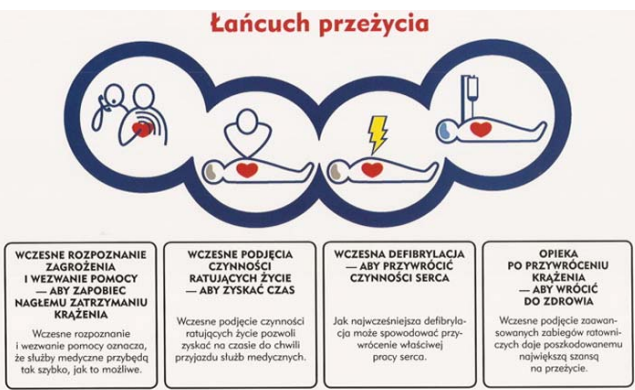 Łańcuch przeżycia
WCZESNE ROZPOZNANIE
ZAGROŻENIA
I WEZWANIE POMOCY
— ABY ZAPOBIEC
NAGŁEMU ZATRZYMANIU
KRĄŻENIA
Wczesne rozpoznanie
i wezwanie pomocy oznacza,
że służby medyczne przybędą
tak szybko, jak to możliwe.
WCZESNE PODJĘCIA
CZYNNOŚCI
RATUJĄCYCH ŻYCIE
— ABY ZYSKAĆ CZAS
Wczesne podjęcie czynności
ratujących życie pozwoli
zyskać na czasie do chwili
przyjazdu służb medycznych.
WCZESNA DEFIBRYLACJA
— ABY PRZYWRÓCIĆ
CZYNNOŚCI SERCA
Jak najwcześniejsza defibryla-
cja może spowodować przy-
wrócenie właściwej
pracy serca.
OPIEKA
PO PRZYWRÓCENIU
KRĄŻENIA
— ABY WRÓCIĆ
DO ZDROWIA
Wczesne podjęcie zaawan-
sowanych zabiegów ratowni-
czych daje poszkodowanemu
największą szansę
na przeżycie.